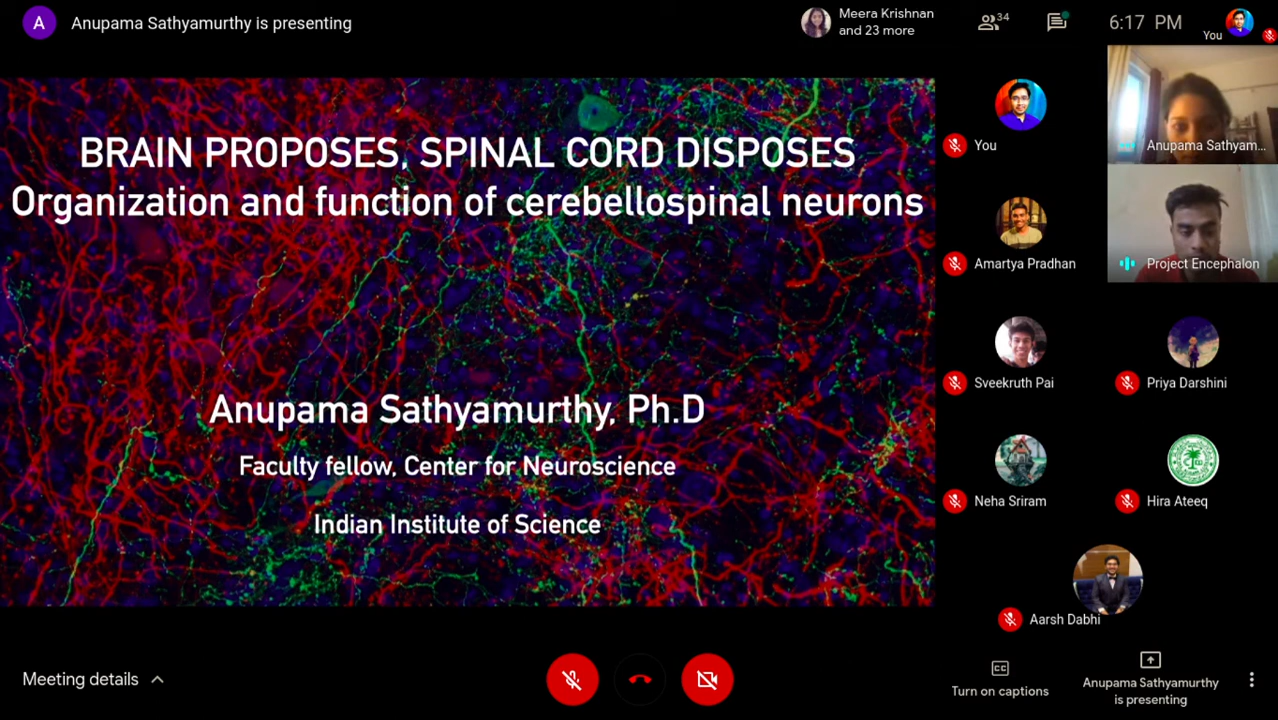 A
Anupama Sathyamurthy is presenting
Meera Krishnan
and 23 more
34
6:17 PM
You
BRAIN PROPOSES, SPINAL CORD DISPOSES
Organization and function of cerebellospinal neurons
Anupama Sathyamurthy, Ph.D
Faculty fellow, Center for Neuroscience
Indian Institute of Science
You
Anupama Sathyam...
Amartya Pradhan
Project Encephalon
Sveekruth Pai
Priya Darshini
Neha Sriram
Hira Ateeq
Aarsh Dabhi
Meeting details
CC
Turn on captions
Anupama Sathyamurthy
is presenting